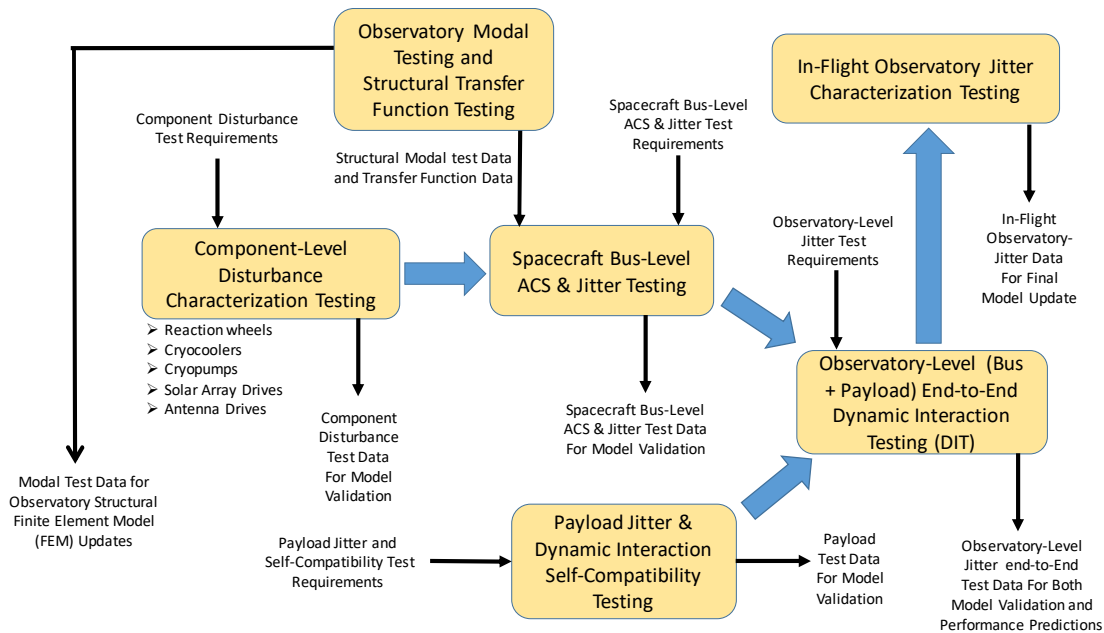 Observatory Modal
Testing and
Structural Transfer
Function Testing
In-Flight Observatory Jitter
Characterization Testing
Component Disturbance
Test Requirements
Spacecraft Bus-Level
ACS & Jitter Test
Requirements
Structural Modal test Data
and Transfer Function Data
Observatory-Level
Jitter Test
Requirements
In-Flight
Observatory-
Jitter Data
For Final
Model Update
Component-Level
Disturbance
Characterization Testing
Spacecraft Bus-Level
ACS & Jitter Testing
➢ Reaction wheels
➢ Cryocoolers
➢ Cryopumps
➢ Solar Array Drives
➢ Antenna Drives
Observatory-Level (Bus
+ Payload) End-to-End
Dynamic Interaction
Testing (DIT)
Component
Disturbance
Test Data
For Model
Validation
Spacecraft Bus-Level
ACS & Jitter Test Data
For Model Validation
Modal Test Data for
Observatory Structural
Finite Element Model
(FEM) Updates
Payload Jitter and
Self-Compatibility Test
Requirements
Payload Jitter &
Dynamic Interaction
Self-Compatibility
Testing
Payload
Test Data
For Model
Validation
Observatory-Level
Jitter end-to-End
Test Data For Both
Model Validation and
Performance Predictions